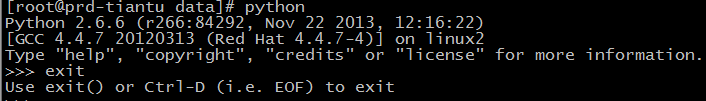 [root@prd-tiantu data]# python
Python 2.6.6 (r266:84292, Nov 22 2013, 12:16:22)
[GCC 4.4.7 20120313 (Red Hat 4.4.7-4)] on linux2
Type "help", "copyright", "credits" or "license" for more information.
>>> exit
Use exit() or Ctrl-D (i.e. EOF) to exit
>>>